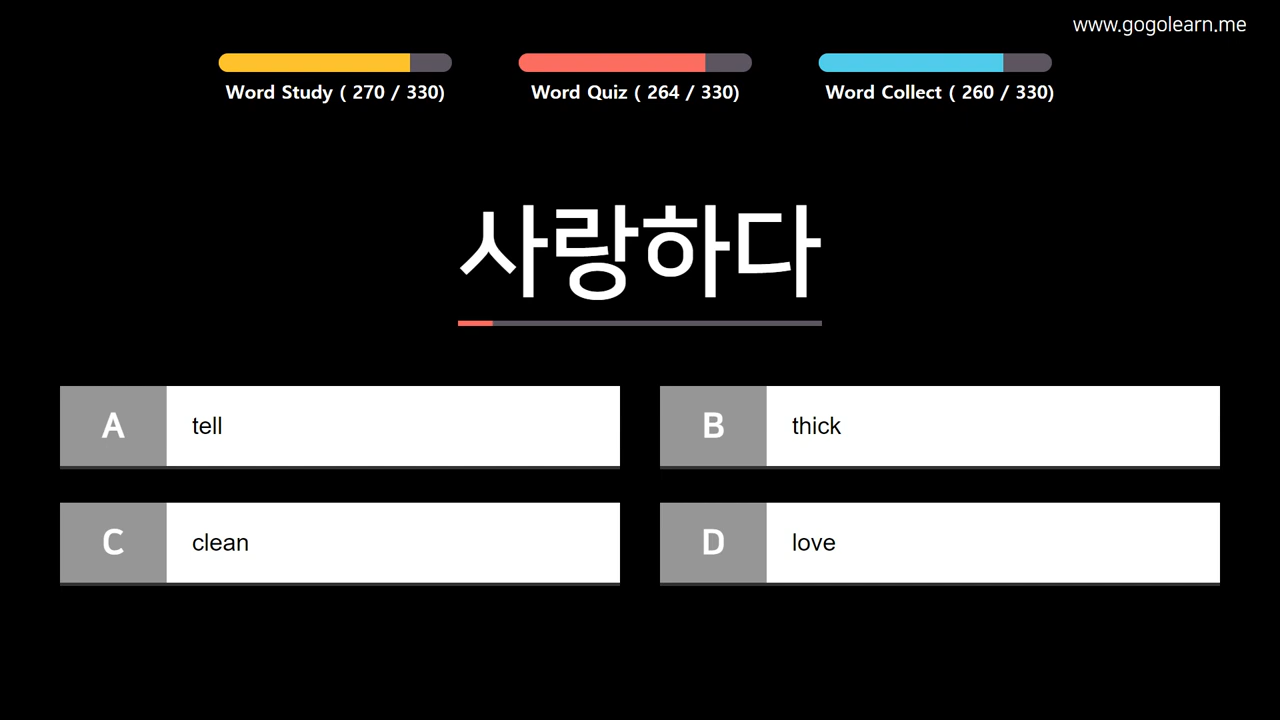 www.gogolearn.me
Word Study ( 270 / 330)
Word Quiz ( 264 / 330)
Word Collect ( 260 / 330)
사랑하다
A tell
B thick
C clean
D love